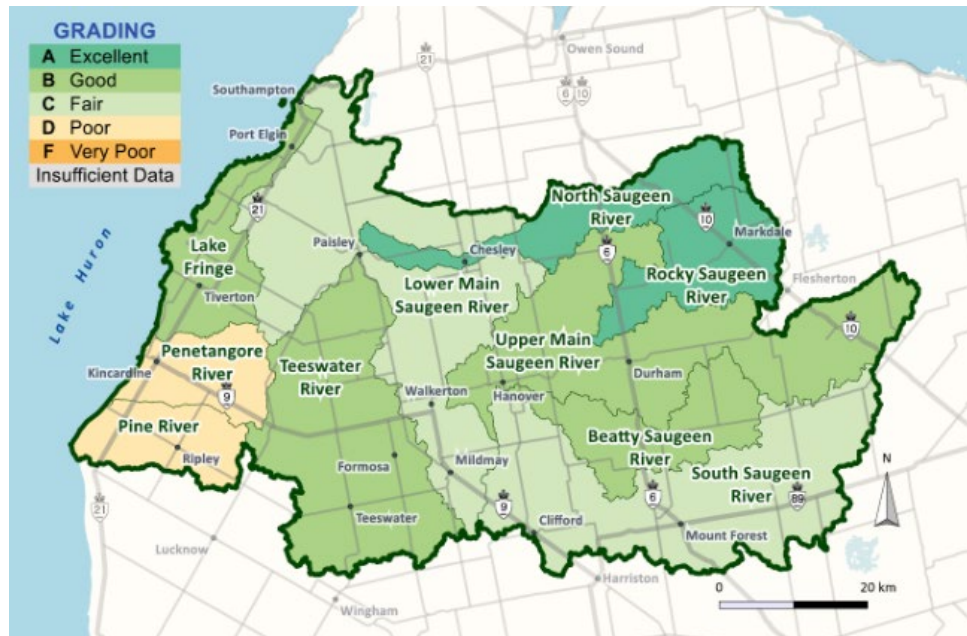 GRADING
A Excellent
B Good
C Fair
D Poor
F Very Poor
Insufficient Data
Owen Sound
21
6
10
Southampton
Port Elgin
21
Lake Huron
North Saugeen
River
10
Markdale
Paisley
Chesley
6
Lake
Fringe
Lower Main
Saugeen River
Rocky Saugeen
River
Flesherton
Tiverton
10
Penetangore
River
Teeswater
River
Upper Main
Saugeen River
Kincardine
Durham
9
Walkerton
Hanover
Pine River
Beatty Saugeen
River
Ripley
Formosa
Mildmay
South Saugeen
River
N
21
9
6
89
Teeswater
Clifford
Mount Forest
Lucknow
Harriston
Wingham
0
20 km